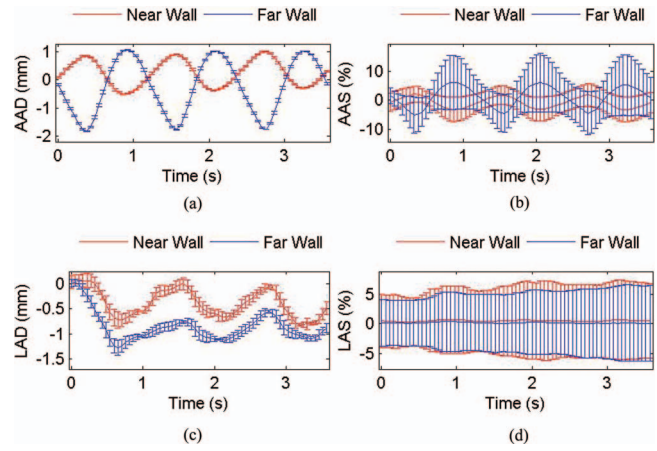 Near Wall Far Wall
Near Wall Far Wall
AAD (mm)
1
0
-1
-2
0 1 2 3
Time (s)
(a)
AAS (%)
10
0
-10
0 1 2 3
Time (s)
(b)
Near Wall Far Wall
Near Wall Far Wall
LAD (mm)
0
-0.5
-1
-1.5
0 1 2 3
Time (s)
(c)
LAS (%)
5
0
-5
0 1 2 3
Time (s)
(d)